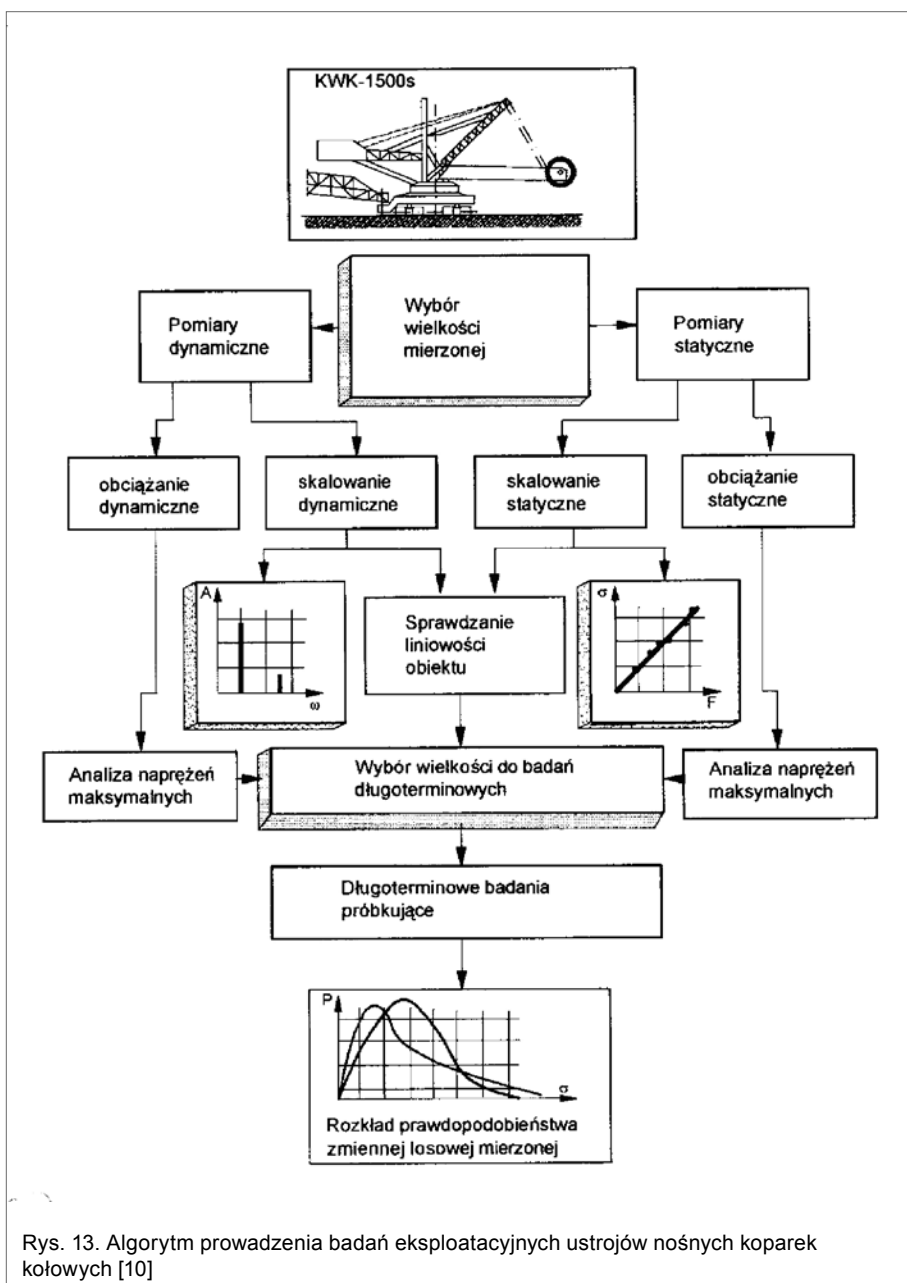 KWK-1500s
Wybór
wielkości
mierzonej
Pomiary
dynamiczne
Pomiary
statyczne
obciążanie
dynamiczne
skalowanie
dynamiczne
skalowanie
statyczne
obciążanie
statyczne
A
ω
Sprawdzanie
liniowości
obiektu
σ
F
Analiza naprężeń
maksymalnych
Wybór wielkości do badań
długoterminowych
Analiza naprężeń
maksymalnych
Długoterminowe badania
próbkujące
P
σ
Rozkład prawdopodobieństwa
zmiennej losowej mierzonej
Rys. 13. Algorytm prowadzenia badań eksploatacyjnych ustrojów nośnych koparek
kołowych [10]